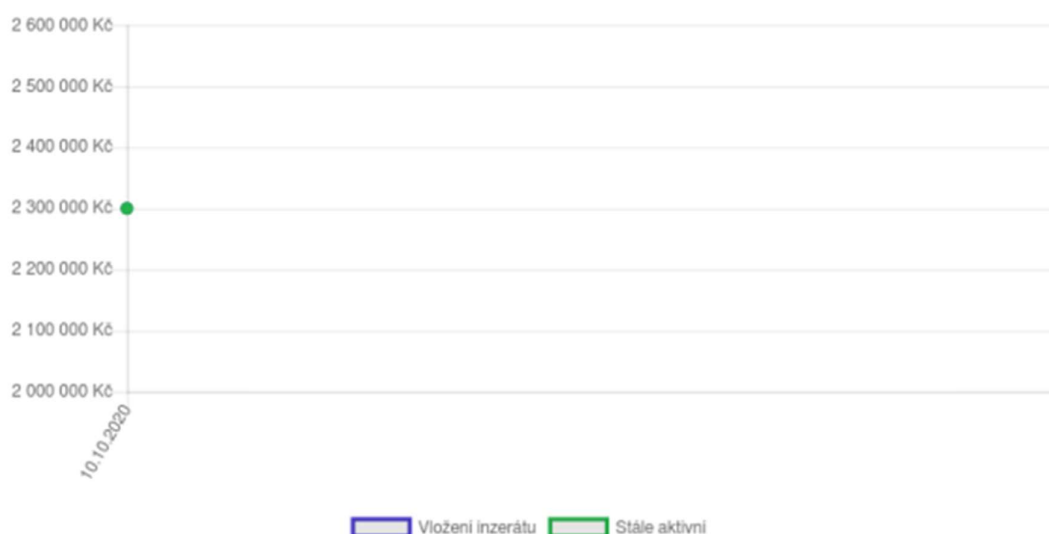 2 600 000 Kč
2 500 000 Kč
2 400 000 Kč
2 300 000 Kč
2 200 000 Kč
2 100 000 Kč
2 000 000 Kč
10.10.2020
Vložení inzerátu
Stále aktivní